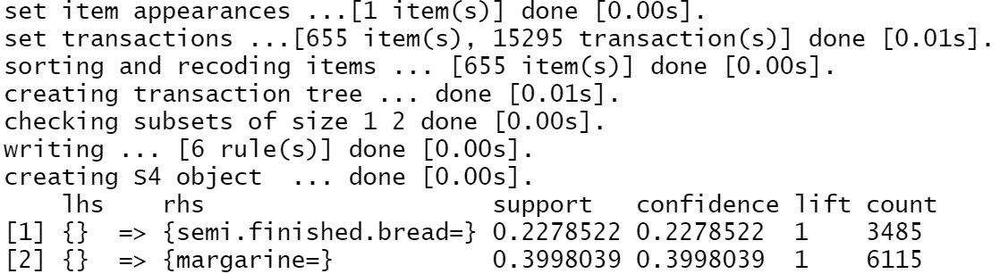 set item appearances ...[1 item(s)] done [0.00s].
set transactions ...[655 item(s), 15295 transaction(s)] done [0.01s].
sorting and recoding items ... [655 item(s)] done [0.00s].
creating transaction tree ... done [0.01s].
checking subsets of size 1 2 done [0.00s].
writing ... [6 rule(s)] done [0.00s].
creating S4 object  ... done [0.00s].
    lhs    rhs                    support   confidence lift count
[1] {}  => {semi.finished.bread=} 0.2278522 0.2278522  1    3485
[2] {}  => {margarine=}           0.3998039 0.3998039  1    6115